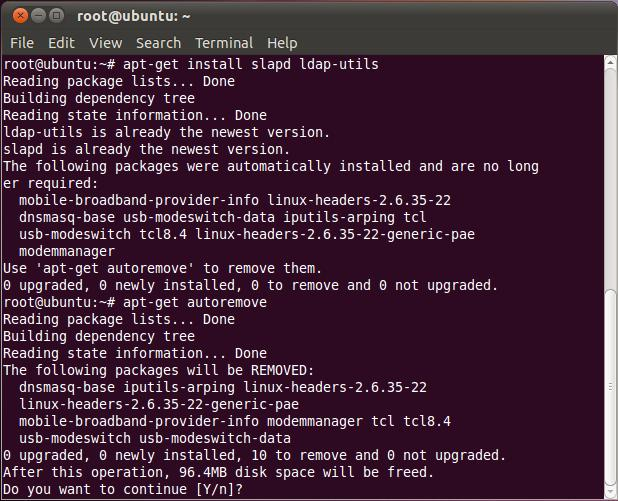 root@ubuntu: ~
File Edit View Search Terminal Help
root@ubuntu:~# apt-get install slapd ldap-utils
Reading package lists... Done
Building dependency tree
Reading state information... Done
ldap-utils is already the newest version.
slapd is already the newest version.
The following packages were automatically installed and are no long
er required:
  mobile-broadband-provider-info linux-headers-2.6.35-22
  dnsmasq-base usb-modeswitch-data iputils-arping tcl
  usb-modeswitch tcl8.4 linux-headers-2.6.35-22-generic-pae
  modemmanager
Use 'apt-get autoremove' to remove them.
0 upgraded, 0 newly installed, 0 to remove and 0 not upgraded.
root@ubuntu:~# apt-get autoremove
Reading package lists... Done
Building dependency tree
Reading state information... Done
The following packages will be REMOVED:
  dnsmasq-base iputils-arping linux-headers-2.6.35-22
  linux-headers-2.6.35-22-generic-pae
  mobile-broadband-provider-info modemmanager tcl tcl8.4
  usb-modeswitch usb-modeswitch-data
0 upgraded, 0 newly installed, 10 to remove and 0 not upgraded.
After this operation, 96.4MB disk space will be freed.
Do you want to continue [Y/n]?